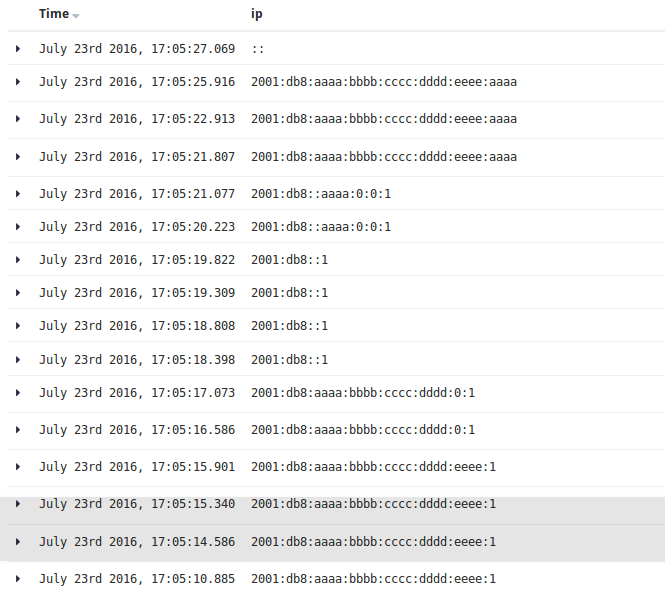 Time ip
July 23rd 2016, 17:05:27.069 ::
July 23rd 2016, 17:05:25.916 2001:db8:aaaa:bbbb:cccc:dddd:eeee:aaaa
July 23rd 2016, 17:05:22.913 2001:db8:aaaa:bbbb:cccc:dddd:eeee:aaaa
July 23rd 2016, 17:05:21.807 2001:db8:aaaa:bbbb:cccc:dddd:eeee:aaaa
July 23rd 2016, 17:05:21.077 2001:db8::aaaa:0:0:1
July 23rd 2016, 17:05:20.223 2001:db8::aaaa:0:0:1
July 23rd 2016, 17:05:19.822 2001:db8::1
July 23rd 2016, 17:05:19.309 2001:db8::1
July 23rd 2016, 17:05:18.808 2001:db8::1
July 23rd 2016, 17:05:18.398 2001:db8::1
July 23rd 2016, 17:05:17.073 2001:db8:aaaa:bbbb:cccc:dddd:0:1
July 23rd 2016, 17:05:16.586 2001:db8:aaaa:bbbb:cccc:dddd:0:1
July 23rd 2016, 17:05:15.901 2001:db8:aaaa:bbbb:cccc:dddd:eeee:1
July 23rd 2016, 17:05:15.340 2001:db8:aaaa:bbbb:cccc:dddd:eeee:1
July 23rd 2016, 17:05:14.586 2001:db8:aaaa:bbbb:cccc:dddd:eeee:1
July 23rd 2016, 17:05:10.885 2001:db8:aaaa:bbbb:cccc:dddd:eeee:1